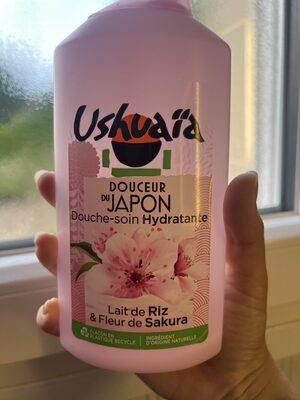 Ushuaïa
DOUCEUR
DU JAPON
Douche-soin Hydratante
Lait de Riz
& Fleur de Sakura
FLACON EN
PLASTIQUE RECYCLÉ
INGRÉDIENT
D'ORIGINE NATURELLE